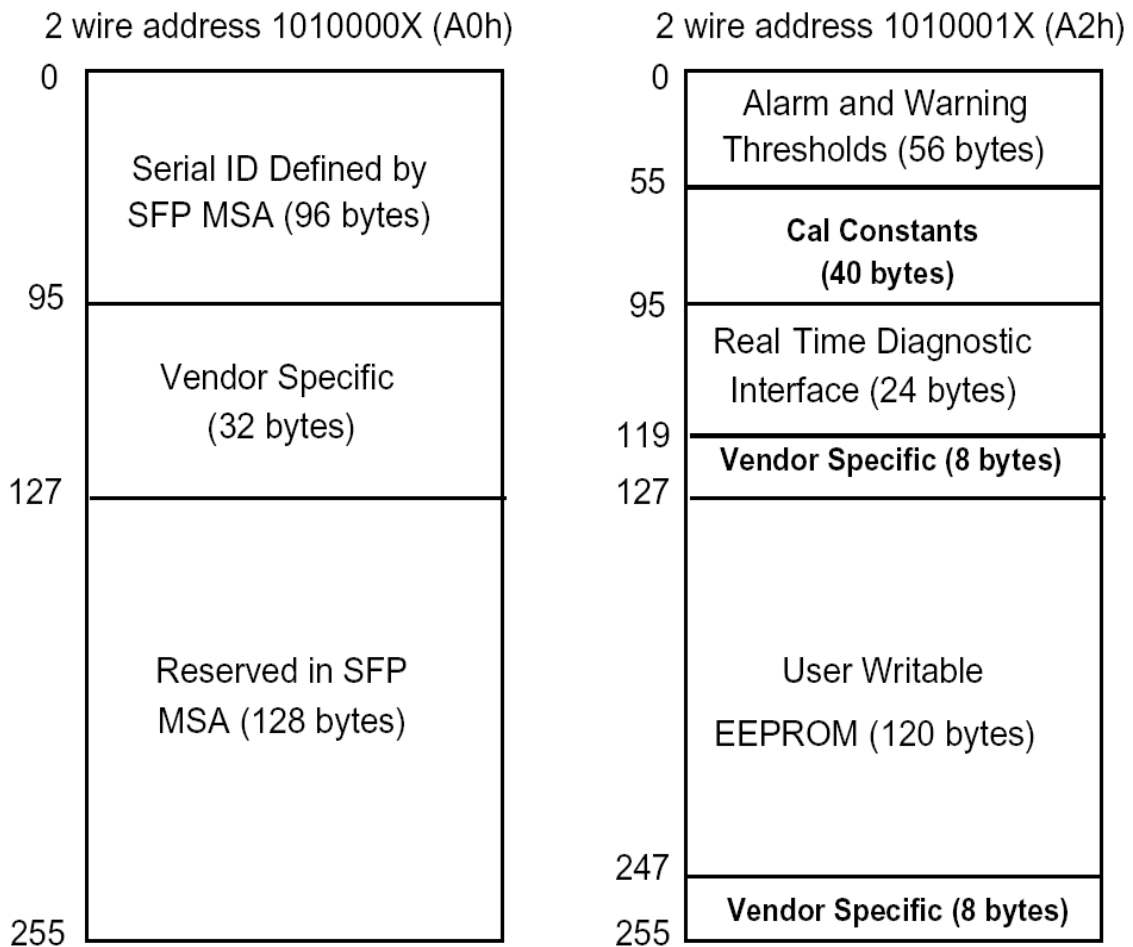 2 wire address 1010000X (A0h)
0
Serial ID Defined by
SFP MSA (96 bytes)
95
Vendor Specific
(32 bytes)
127
Reserved in SFP
MSA (128 bytes)
255
2 wire address 1010001X (A2h)
0
Alarm and Warning
Thresholds (56 bytes)
55
Cal Constants
(40 bytes)
95
Real Time Diagnostic
Interface (24 bytes)
119
Vendor Specific (8 bytes)
127
User Writable
EEPROM (120 bytes)
247
Vendor Specific (8 bytes)
255